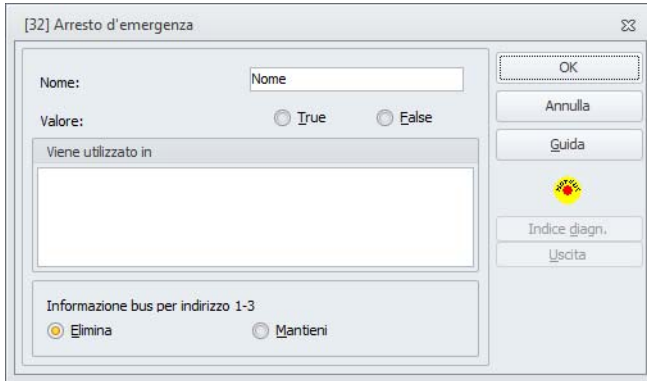 [32] Arresto d'emergenza
Nome:
Nome
Valore:
True
False
Viene utilizzato in
Informazione bus per indirizzo 1-3
Elimina
Mantieni
OK
Annulla
Guida
Indice diagn.
Uscita